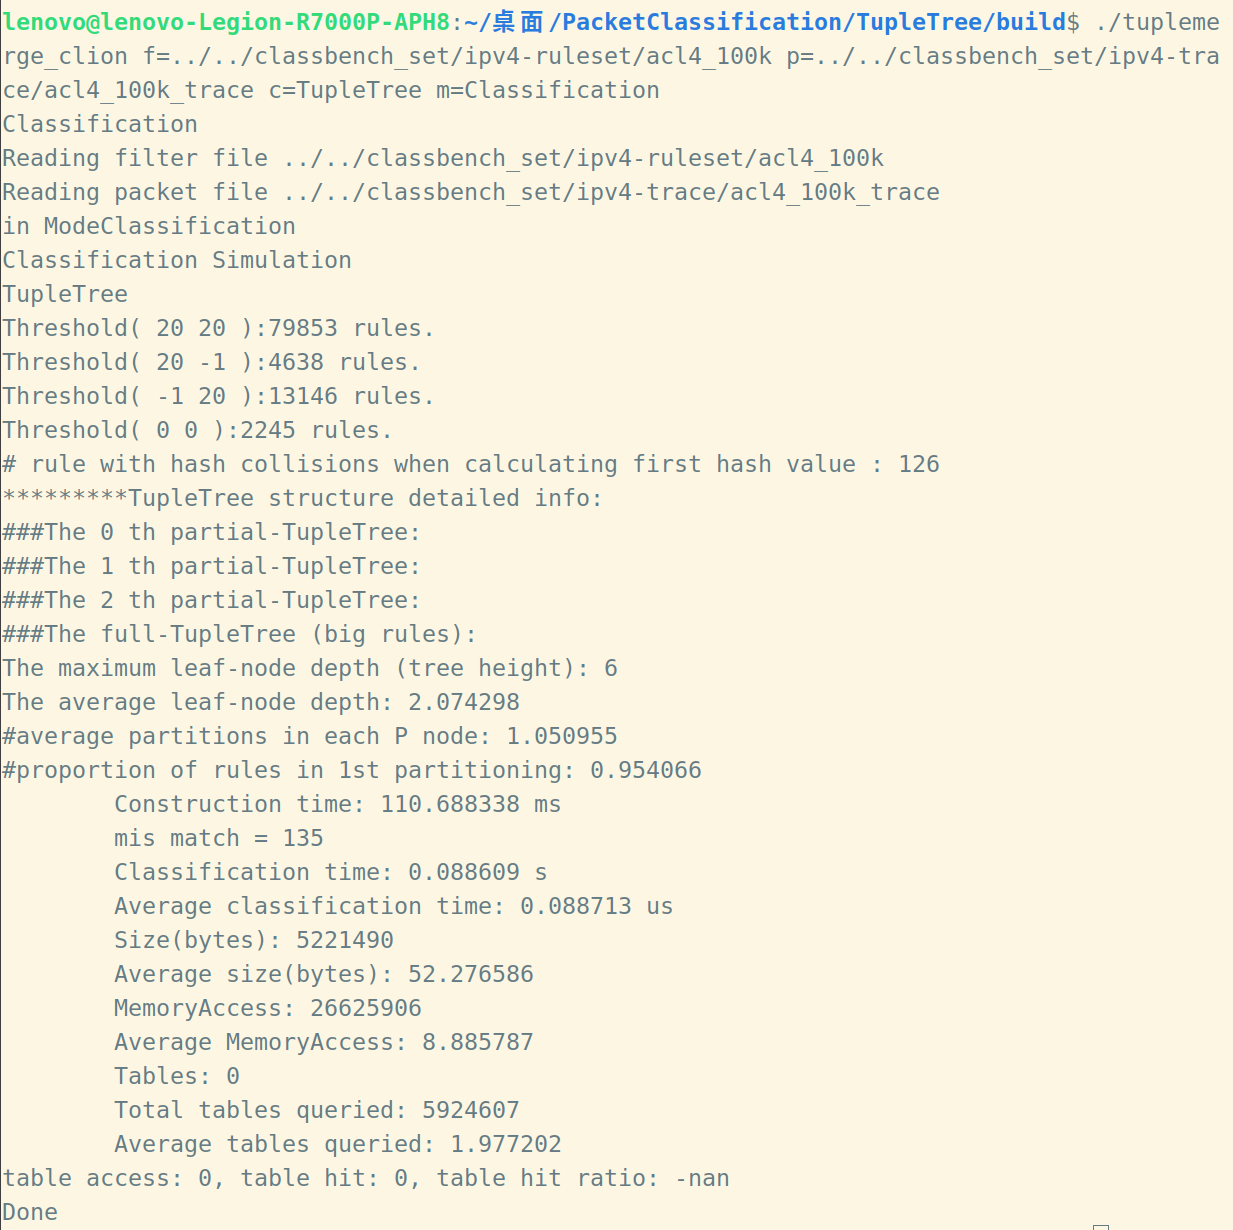 lenovo@lenovo-Legion-R7000P-APH8:~/桌面/PacketClassification/TupleTree/build$ ./tupleme
rge_clion f=../../classbench_set/ipv4-ruleset/acl4_100k p=../../classbench_set/ipv4-tra
ce/acl4_100k_trace c=TupleTree m=Classification
Classification
Reading filter file ../../classbench_set/ipv4-ruleset/acl4_100k
Reading packet file ../../classbench_set/ipv4-trace/acl4_100k_trace
in ModeClassification
Classification Simulation
TupleTree
Threshold( 20 20 ):79853 rules.
Threshold( 20 -1 ):4638 rules.
Threshold( -1 20 ):13146 rules.
Threshold( 0 0 ):2245 rules.
# rule with hash collisions when calculating first hash value : 126
*********TupleTree structure detailed info:
###The 0 th partial-TupleTree:
###The 1 th partial-TupleTree:
###The 2 th partial-TupleTree:
###The full-TupleTree (big rules):
The maximum leaf-node depth (tree height): 6
The average leaf-node depth: 2.074298
#average partitions in each P node: 1.050955
#proportion of rules in 1st partitioning: 0.954066
        Construction time: 110.688338 ms
        mis match = 135
        Classification time: 0.088609 s
        Average classification time: 0.088713 us
        Size(bytes): 5221490
        Average size(bytes): 52.276586
        MemoryAccess: 26625906
        Average MemoryAccess: 8.885787
        Tables: 0
        Total tables queried: 5924607
        Average tables queried: 1.977202
table access: 0, table hit: 0, table hit ratio: -nan
Done